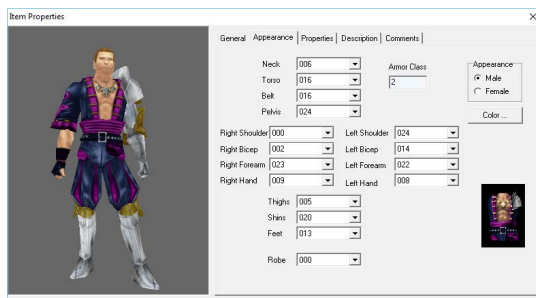 Item Properties
General Appearance Properties Description Comments
Neck 006
Torso 016
Belt 016
Pelvis 024
Armor Class
2
Appearance
Male
Female
Color ...
Right Shoulder 000 Left Shoulder 024
Right Bicep 002 Left Bicep 014
Right Forearm 023 Left Forearm 022
Right Hand 009 Left Hand 008
Thighs 005
Shins 020
Feet 013
Robe 000